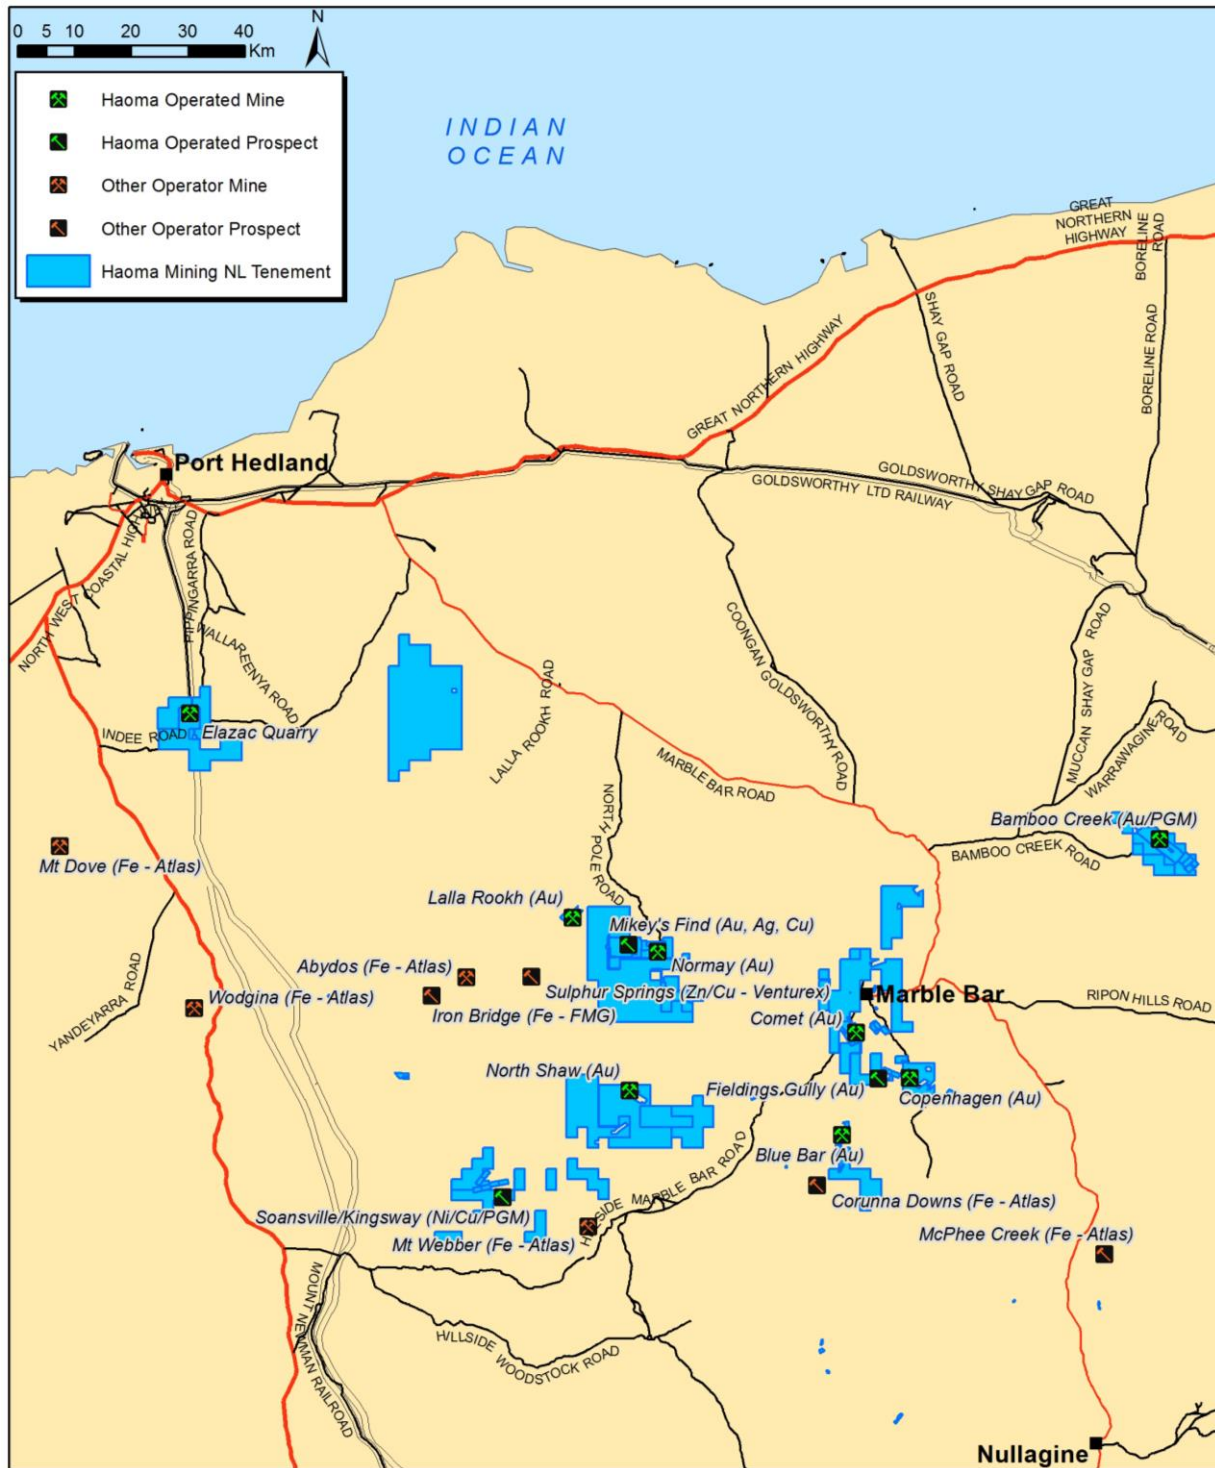 N
0 5 10 20 30 40
Km
Haoma Operated Mine
Haoma Operated Prospect
Other Operator Mine
Other Operator Prospect
Haoma Mining NL Tenement
INDIAN
OCEAN
GREAT
NORTHERN
HIGHWAY
BORELINE
ROAD
SHAY GAP ROAD
BORELINE ROAD
GREAT NORTHERN HIGHWAY
Port Hedland
GOLDSWORTHY SHAY GAP ROAD
GOLDSWORTHY LTD RAILWAY
NORTH WEST COASTAL HIGH
PIPPINGARRA ROAD
WALLAREENYA ROAD
COONGAN GOLDSWORTHY ROAD
MUCCAN SHAY GAP ROAD
LALLA ROOKH ROAD
WARRAWAGINE ROAD
INDEE ROAD
Elazac Quarry
MARBLE BAR ROAD
NORTH POLE ROAD
Bamboo Creek (Au/PGM)
BAMBOO CREEK ROAD
Mt Dove (Fe - Atlas)
Lalla Rookh (Au)
Mikey's Find (Au, Ag, Cu)
Normay (Au)
Abydos (Fe - Atlas)
Sulphur Springs (Zn/Cu - Venturex)
Marble Bar
Wodgina (Fe - Atlas)
Iron Bridge (Fe - FMG)
RIPON HILLS ROAD
YANDEYARRA ROAD
Comet (Au)
North Shaw (Au)
Fieldings Gully (Au)
Copenhagen (Au)
Blue Bar (Au)
HILLSIDE MARBLE BAR ROAD
Corunna Downs (Fe - Atlas)
Soansville/Kingsway (Ni/Cu/PGM)
McPhee Creek (Fe - Atlas)
Mt Webber (Fe - Atlas)
MOUNT NEWMAN RAILROAD
HILLSIDE WOODSTOCK ROAD
Nullagine